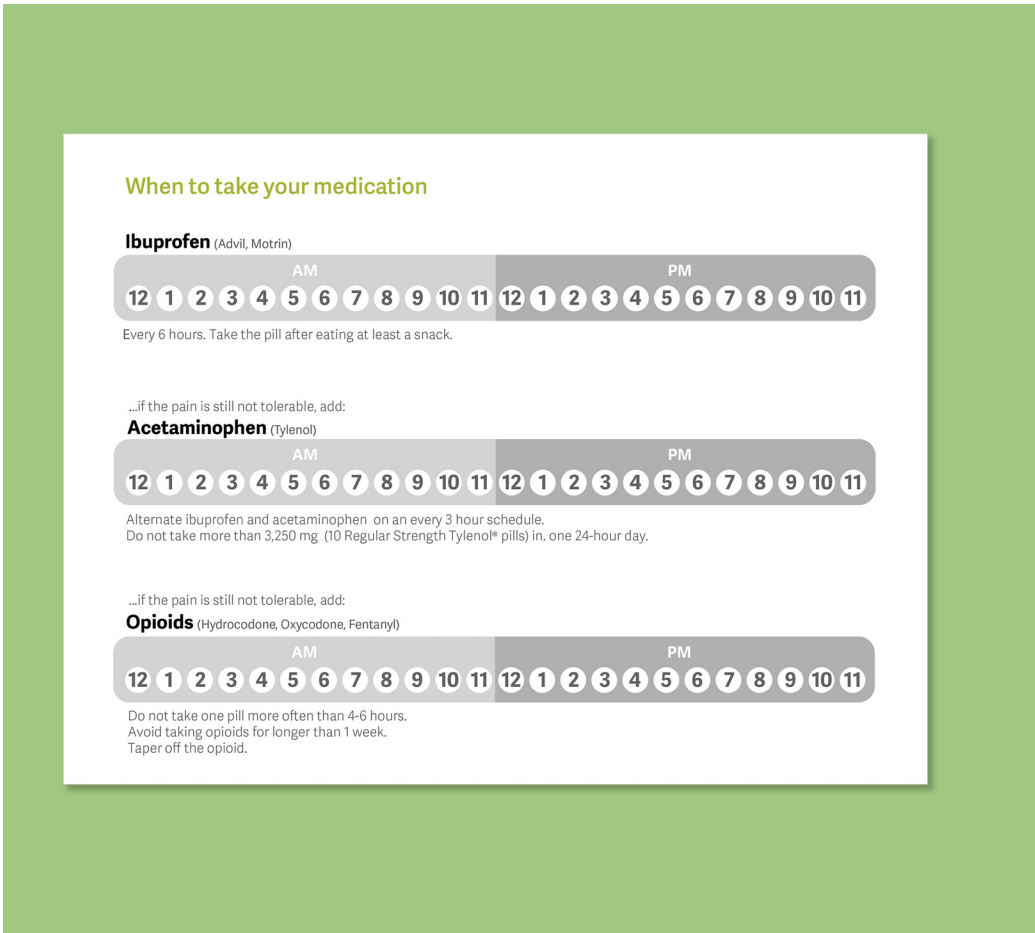 When to take your medication
Ibuprofen (Advil, Motrin)
AM PM
12 1 2 3 4 5 6 7 8 9 10 11 12 1 2 3 4 5 6 7 8 9 10 11
Every 6 hours. Take the pill after eating at least a snack.
...if the pain is still not tolerable, add:
Acetaminophen (Tylenol)
AM PM
12 1 2 3 4 5 6 7 8 9 10 11 12 1 2 3 4 5 6 7 8 9 10 11
Alternate ibuprofen and acetaminophen on an every 3 hour schedule.
Do not take more than 3,250 mg (10 Regular Strength Tylenol® pills) in. one 24-hour day.
...if the pain is still not tolerable, add:
Opioids (Hydrocodone, Oxycodone, Fentanyl)
AM PM
12 1 2 3 4 5 6 7 8 9 10 11 12 1 2 3 4 5 6 7 8 9 10 11
Do not take one pill more often than 4-6 hours.
Avoid taking opioids for longer than 1 week.
Taper off the opioid.